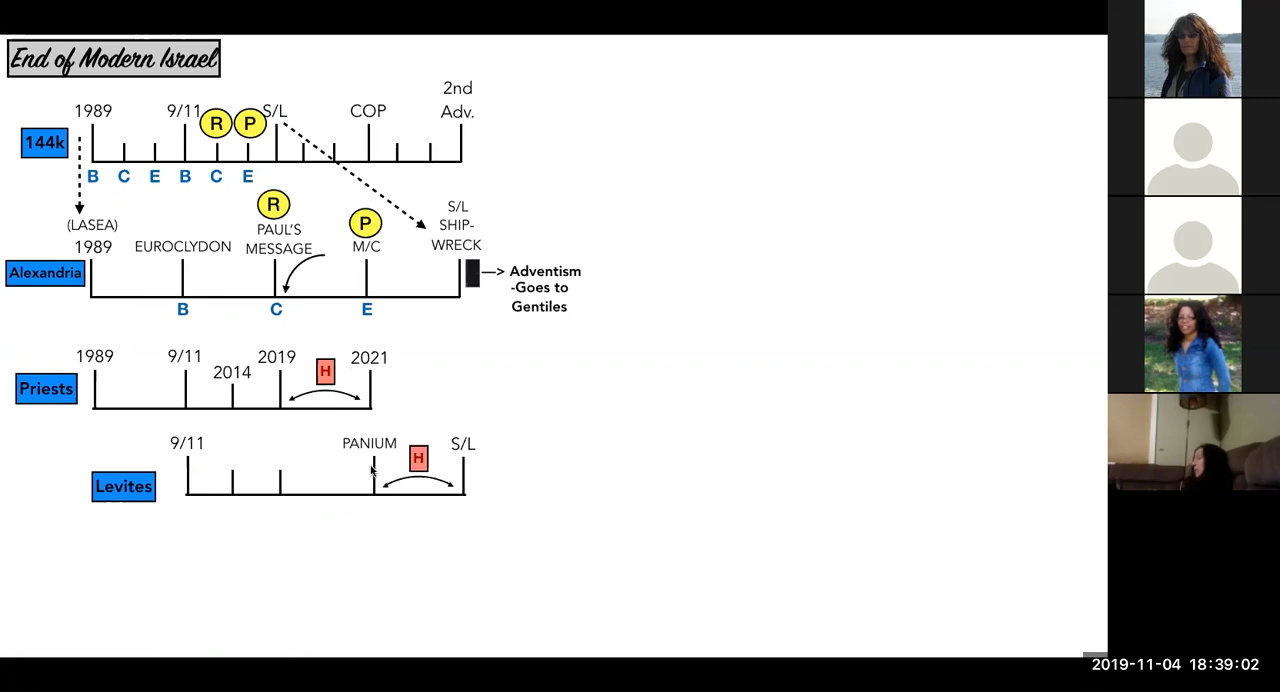 End of Modern Israel
2nd
1989 9/11 S/L COP Adv.
R P
144k
B C E B C E
R
S/L
P
(LASEA) PAUL'S SHIP-
1989 EUROCLYDON MESSAGE M/C WRECK
Alexandria
—> Adventism
-Goes to
Gentiles
B C E
1989 9/11 2019 2021
2014 H
Priests
9/11 PANIUM S/L
H
Levites
2019-11-04 18:39:02